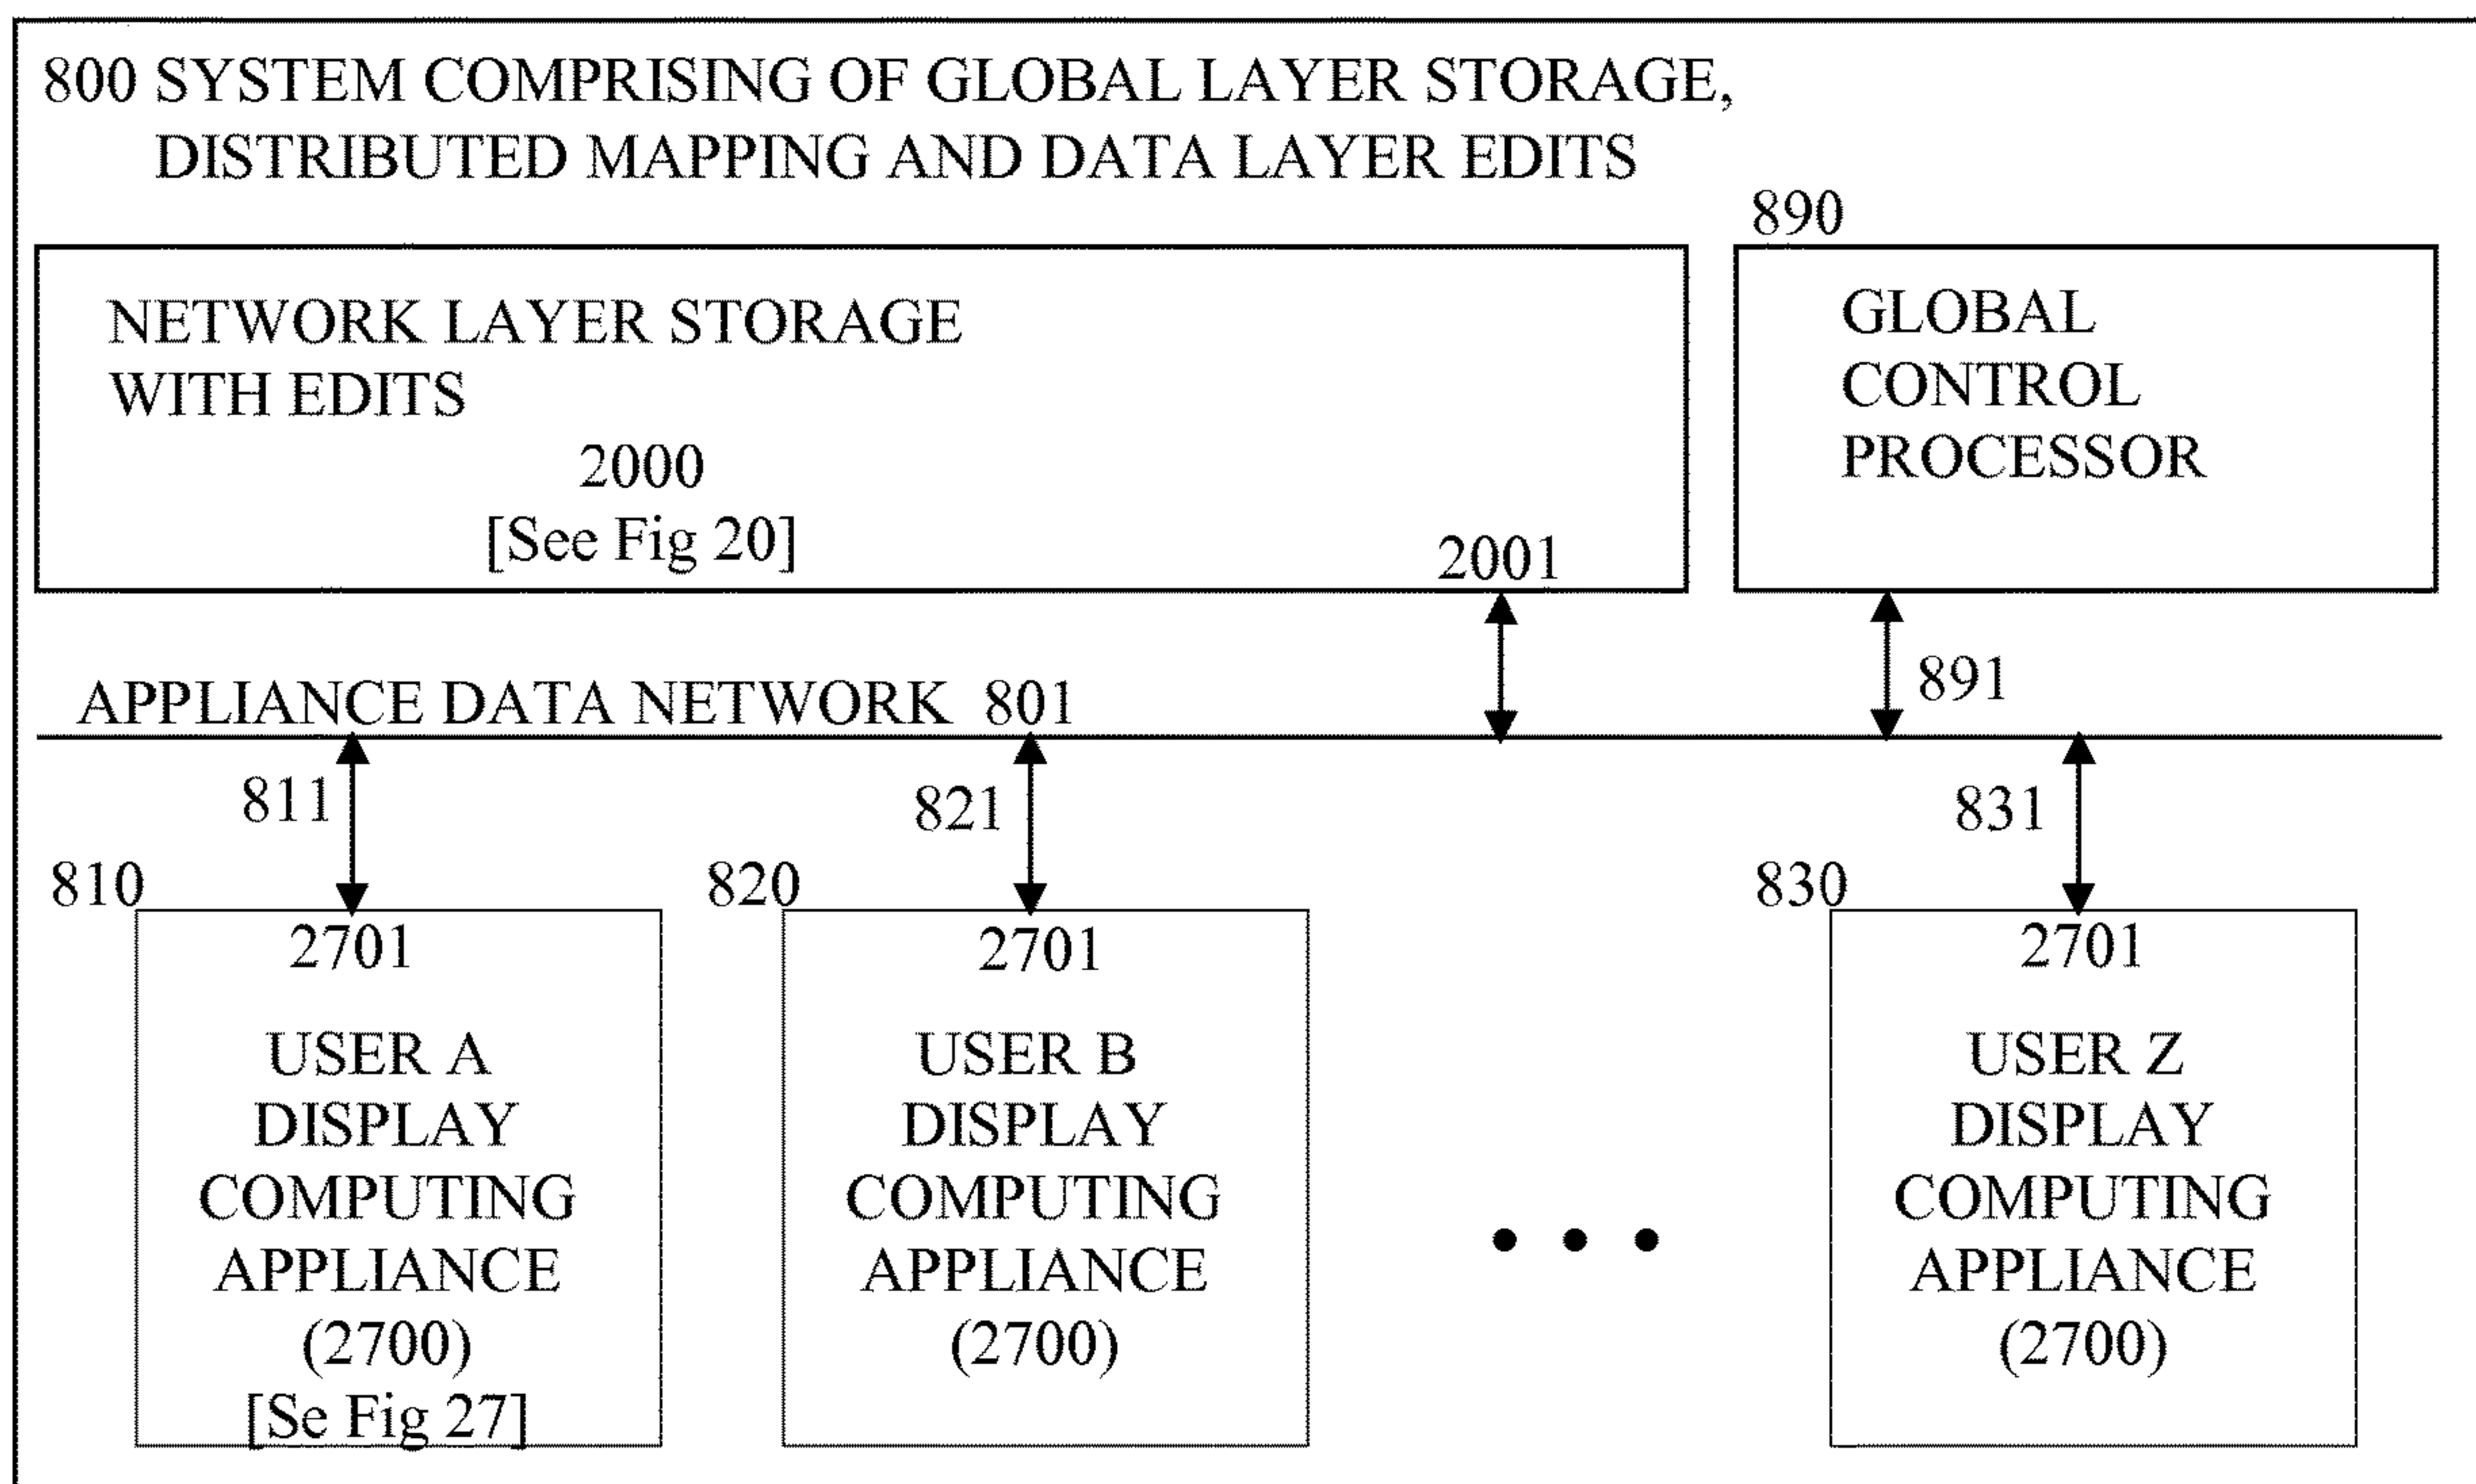 800 SYSTEM COMPRISING OF GLOBAL LAYER STORAGE,
DISTRIBUTED MAPPING AND DATA LAYER EDITS
890
NETWORK LAYER STORAGE
WITH EDITS
2000
[See Fig 20]
2001
GLOBAL
CONTROL
PROCESSOR
891
APPLIANCE DATA NETWORK 801
811
821
831
810
2701
USER A
DISPLAY
COMPUTING
APPLIANCE
(2700)
[Se Fig 27]
820
2701
USER B
DISPLAY
COMPUTING
APPLIANCE
(2700)
• • •
830
2701
USER Z
DISPLAY
COMPUTING
APPLIANCE
(2700)